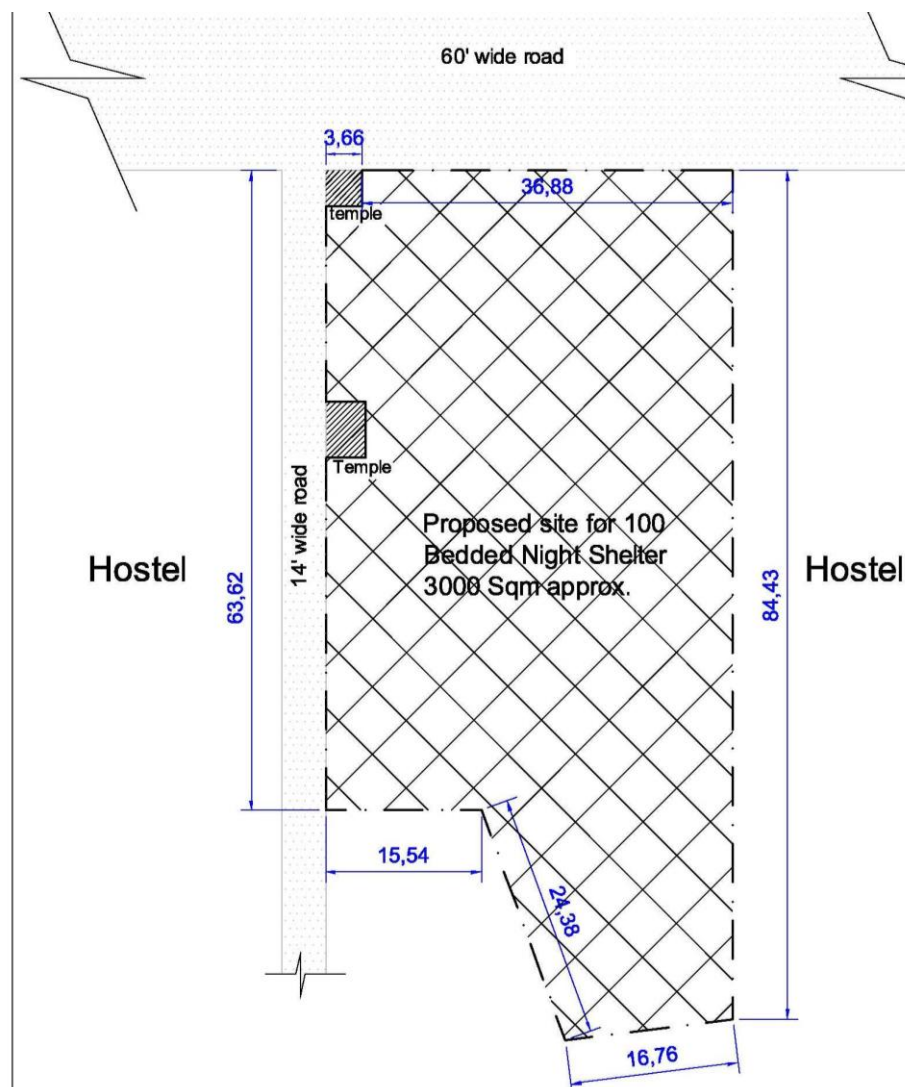 60' wide road
3,66
36,88
temple
Temple
14' wide road
Proposed site for 100
Bedded Night Shelter
3000 Sqm approx.
Hostel
63,62
84,43
Hostel
15,54
24,38
16,76